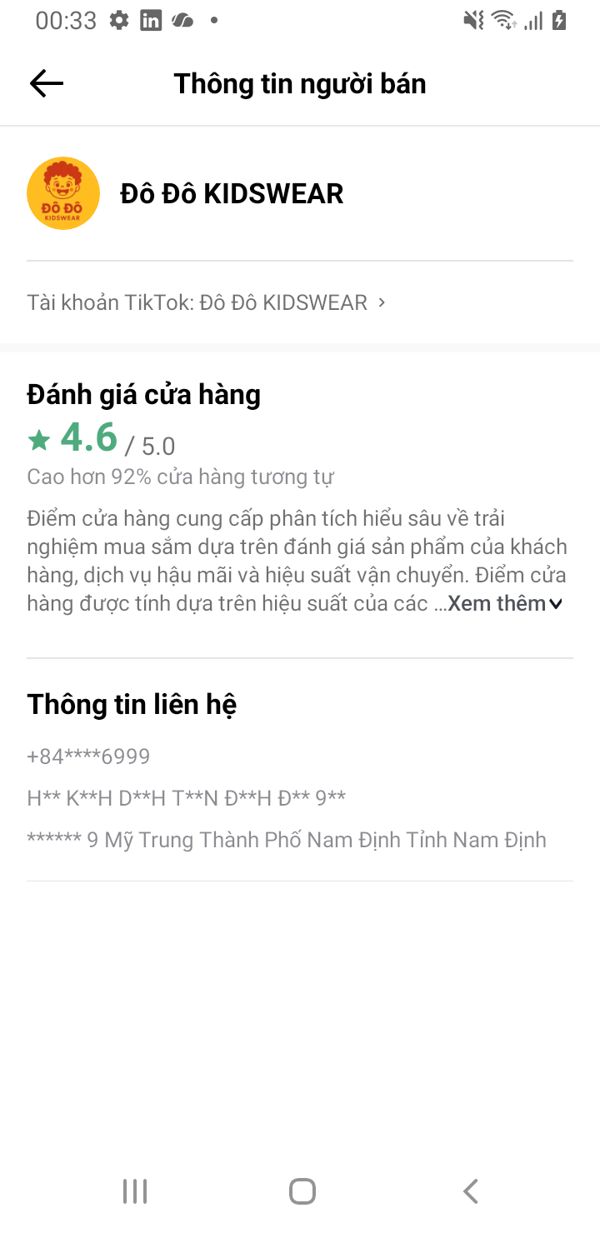 00:33
Thông tin người bán
ĐÔ ĐÔ
KIDSWEAR
Đô Đô KIDSWEAR
Tài khoản TikTok: Đô Đô KIDSWEAR
Đánh giá cửa hàng
4.6 / 5.0
Cao hơn 92% cửa hàng tương tự
Điểm cửa hàng cung cấp phân tích hiểu sâu về trải
nghiệm mua sắm dựa trên đánh giá sản phẩm của khách
hàng, dịch vụ hậu mãi và hiệu suất vận chuyển. Điểm cửa
hàng được tính dựa trên hiệu suất của các ...Xem thêm
Thông tin liên hệ
+84****6999
H** K**H D**H T**N Đ**H Đ** 9**
****** 9 Mỹ Trung Thành Phố Nam Định Tỉnh Nam Định